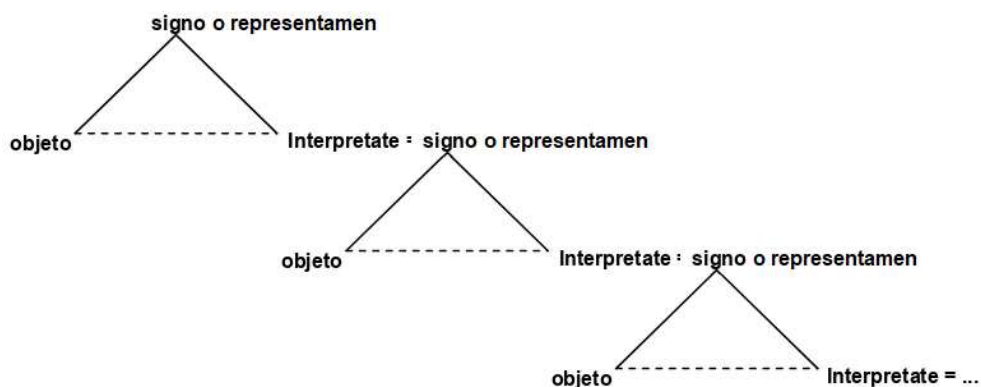 signo o representamen
objeto
Interpretate = signo o representamen
objeto
Interpretate = signo o representamen
objeto
Interpretate = ...